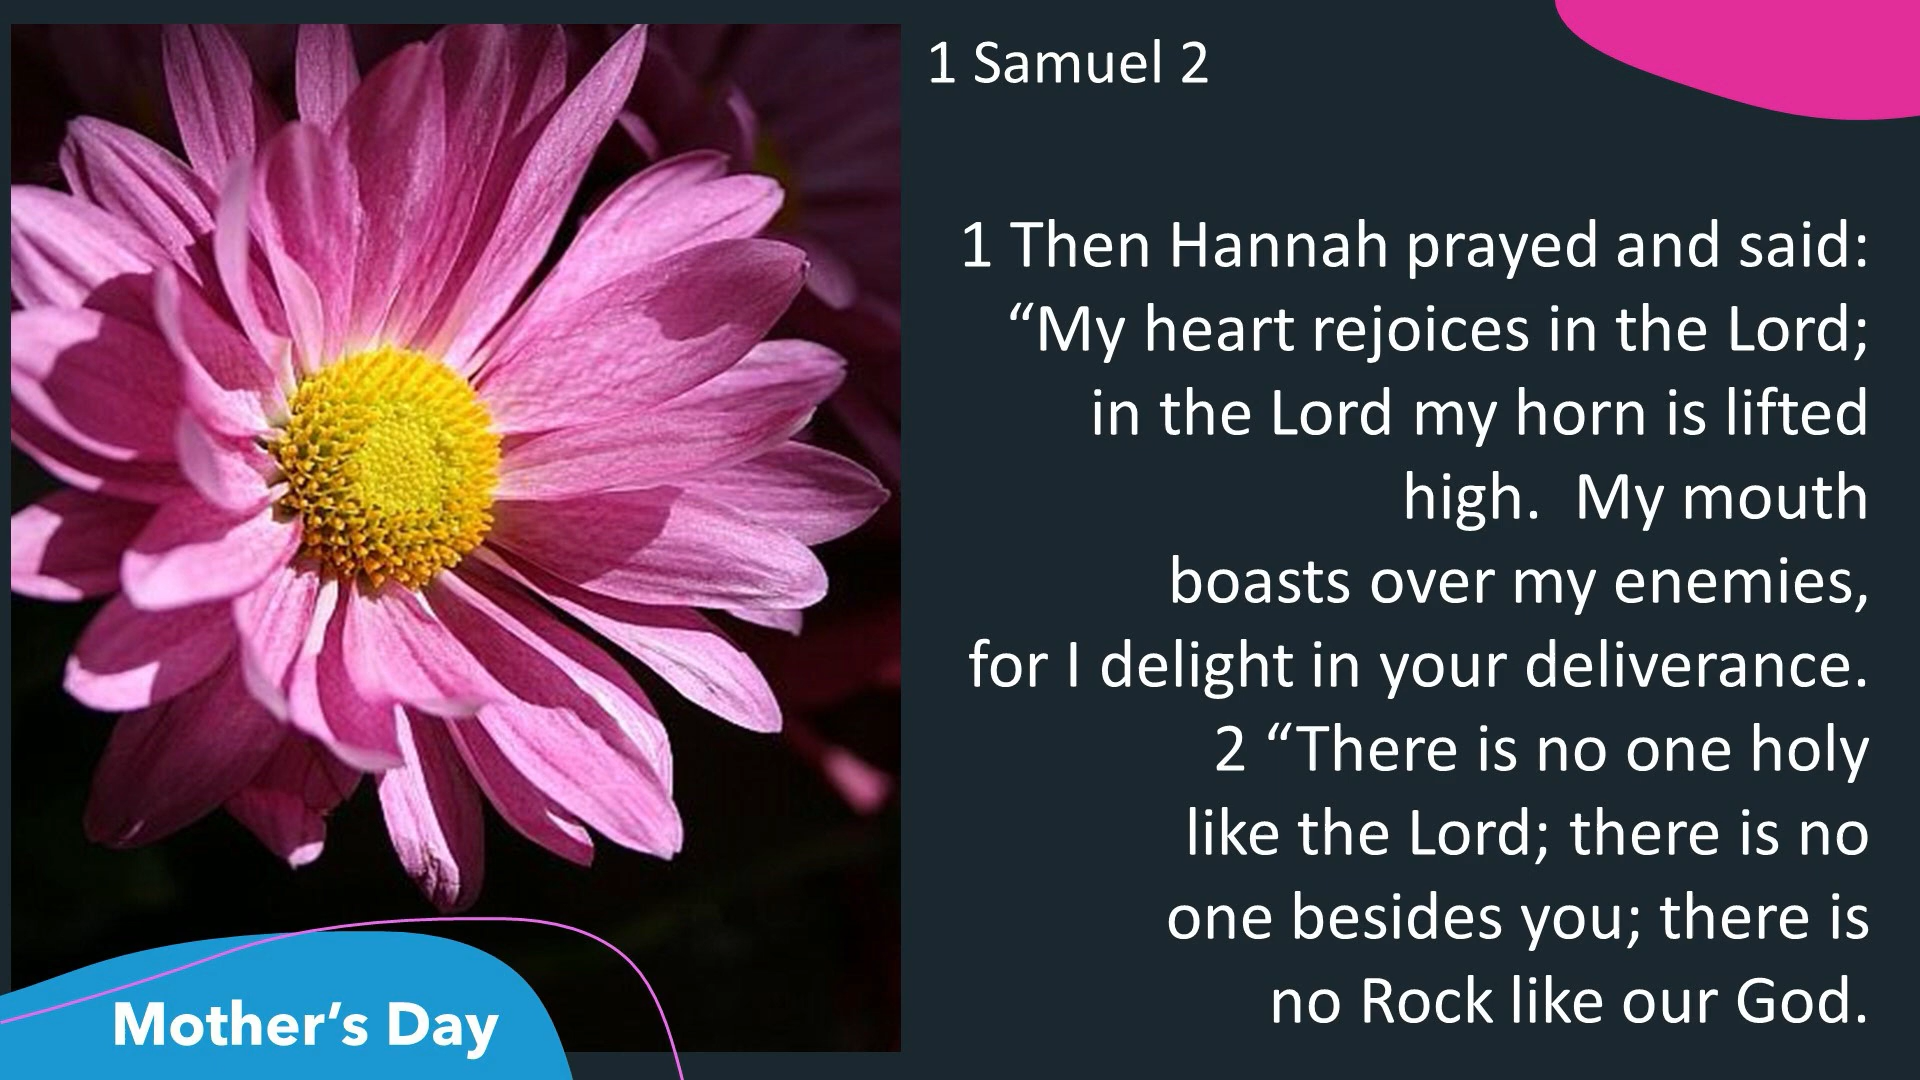 1 Samuel 2
1 Then Hannah prayed and said:
“My heart rejoices in the Lord;
in the Lord my horn is lifted
high.  My mouth
boasts over my enemies,
for I delight in your deliverance.
2 “There is no one holy
like the Lord; there is no
one besides you; there is
no Rock like our God.
Mother’s Day